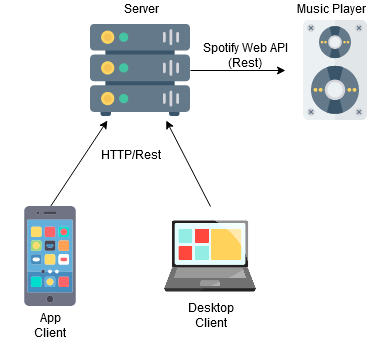 Server
Music Player
Spotify Web API
(Rest)
HTTP/Rest
App
Client
Desktop
Client